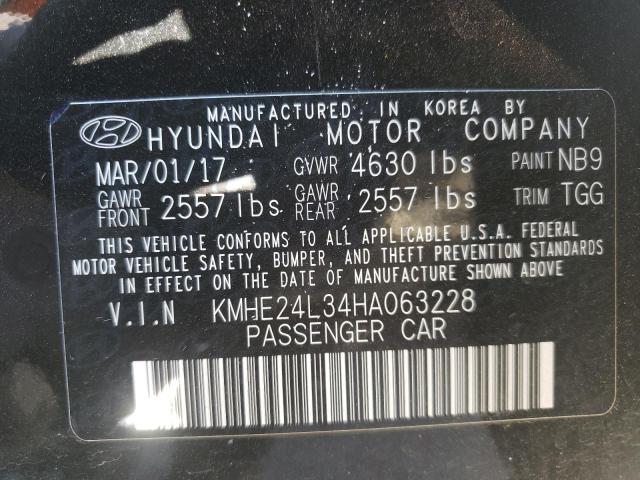 MANUFACTURED IN KOREA BY
HYUNDAI MOTOR COMPANY
MAR/01/17 GVWR 4630 lbs PAINT NB9
GAWR FRONT 2557 lbs GAWR REAR 2557 lbs TRIM TGG
THIS VEHICLE CONFORMS TO ALL APPLICABLE U.S.A. FEDERAL
MOTOR VEHICLE SAFETY, BUMPER, AND THEFT PREVENTION STANDARDS
IN EFFECT ON THE DATE OF MANUFACTURE SHOWN ABOVE
V.I.N KMHE24L34HA063228
PASSENGER CAR